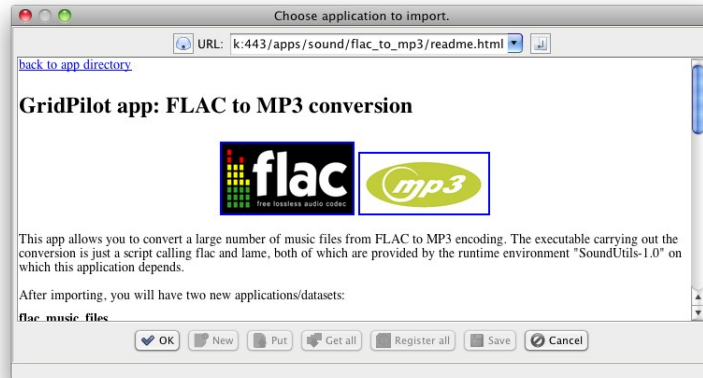 Choose application to import.
URL: k:443/apps/sound/flac_to_mp3/readme.html
back to app directory
GridPilot app: FLAC to MP3 conversion
flac
free lossless audio codec
mp3
This app allows you to convert a large number of music files from FLAC to MP3 encoding. The executable carrying out the
conversion is just a script calling flac and lame, both of which are provided by the runtime environment "SoundUtils-1.0" on
which this application depends.
After importing, you will have two new applications/datasets:
flac_music_files
OK New Put Get all Register all Save Cancel